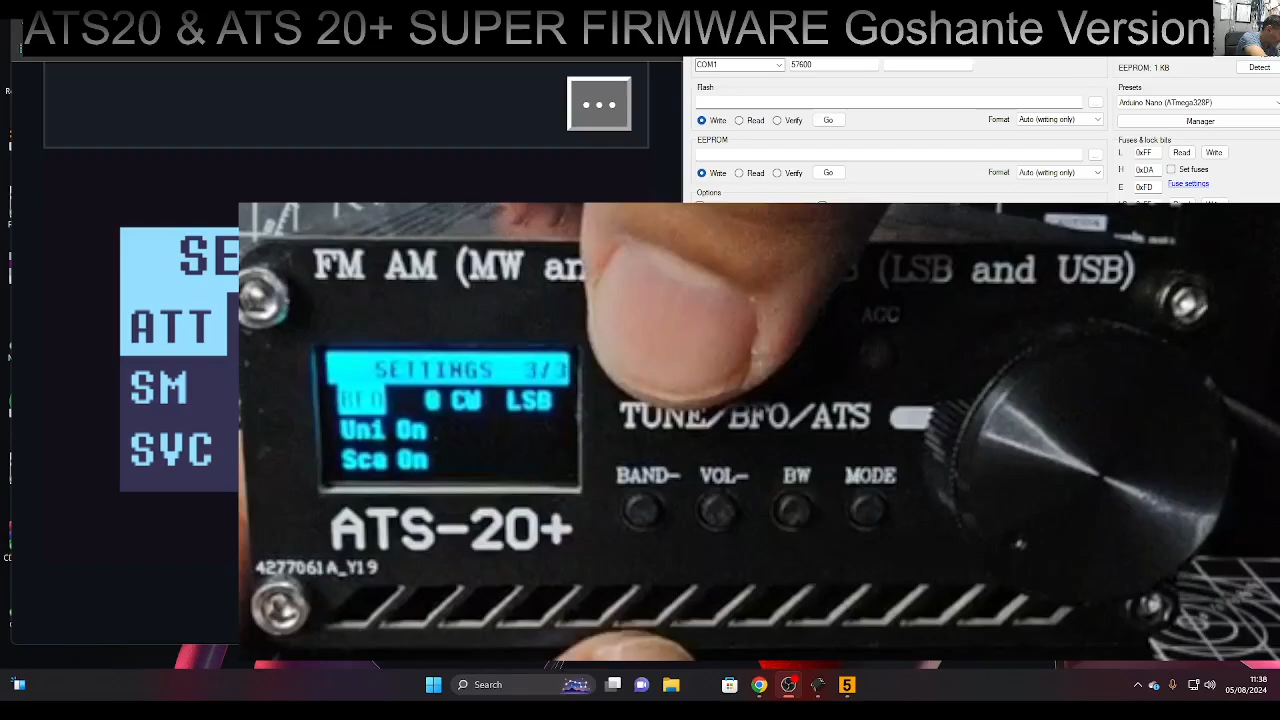 ATS20 & ATS 20+ SUPER FIRMWARE Goshante Version
COM1 57600
EEPROM: 1 KB
Detect
Flash
Presets
Arduino Nano (ATmega328P)
Write Read Verify Go Format Auto (writing only)
Manager
EEPROM
Fuses & lock bits
L 0xFF Read Write
Write Read Verify Go Format Auto (writing only)
H 0xDA Set fuses
E 0xFD Fuse settings
Options
SE
ATT
SM
SVC
FM AM (MW an (LSB and USB)
ACC
SETTINGS 3/3
BFO 0 CW LSB
Uni On
Sca On
TUNE/BFO/ATS
BAND- VOL- BW MODE
ATS-20+
4277061A_Y19
Search
5
11:38
05/08/2024